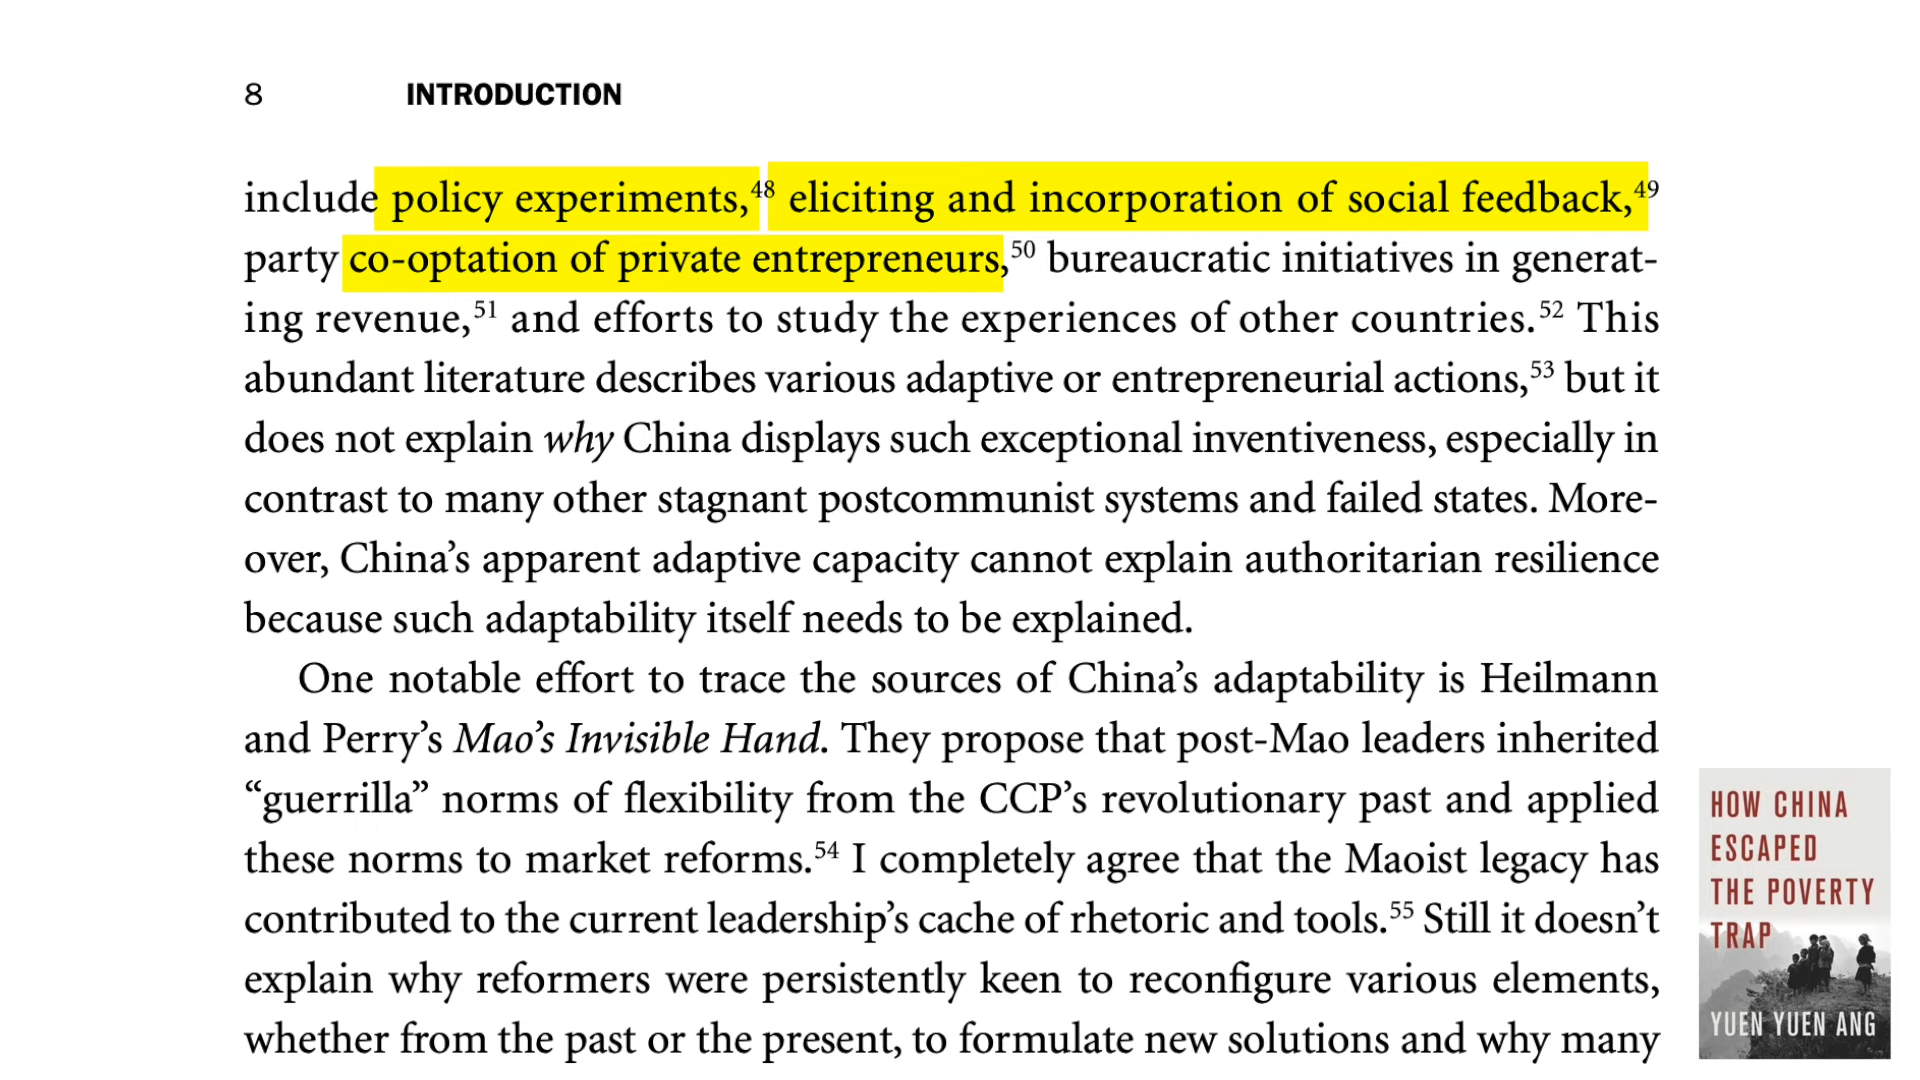 8 INTRODUCTION
include policy experiments,48 eliciting and incorporation of social feedback,49
party co-optation of private entrepreneurs,50 bureaucratic initiatives in generat-
ing revenue,51 and efforts to study the experiences of other countries.52 This
abundant literature describes various adaptive or entrepreneurial actions,53 but it
does not explain why China displays such exceptional inventiveness, especially in
contrast to many other stagnant postcommunist systems and failed states. More-
over, China’s apparent adaptive capacity cannot explain authoritarian resilience
because such adaptability itself needs to be explained.
One notable effort to trace the sources of China’s adaptability is Heilmann
and Perry’s Mao’s Invisible Hand. They propose that post-Mao leaders inherited
“guerrilla” norms of flexibility from the CCP’s revolutionary past and applied
these norms to market reforms.54 I completely agree that the Maoist legacy has
contributed to the current leadership’s cache of rhetoric and tools.55 Still it doesn’t
explain why reformers were persistently keen to reconfigure various elements,
whether from the past or the present, to formulate new solutions and why many
HOW CHINA
ESCAPED
THE POVERTY
TRAP
YUEN YUEN ANG